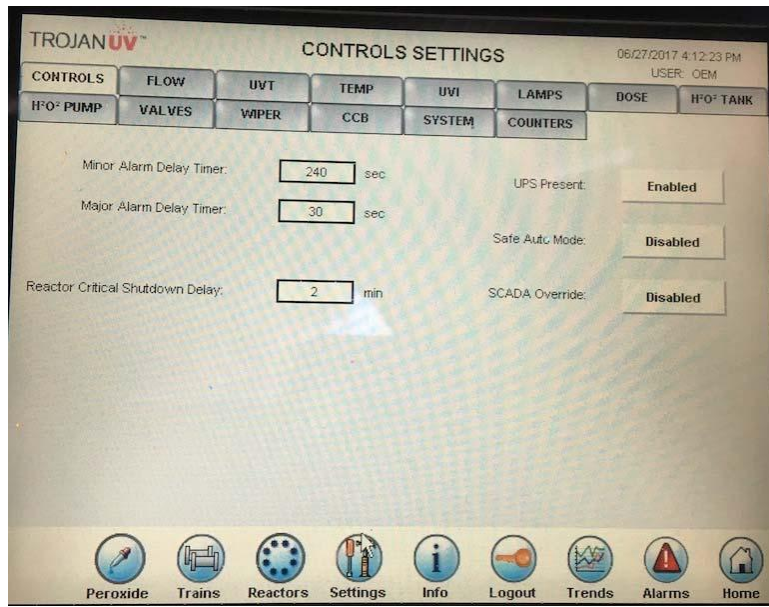 TROJANUV™
CONTROLS SETTINGS
06/27/2017 4:12:23 PM
USER: OEM
CONTROLS FLOW UVT TEMP UVI LAMPS DOSE H²O² TANK
H²O² PUMP VALVES WIPER CCB SYSTEM COUNTERS
Minor Alarm Delay Timer: 240 sec
UPS Present: Enabled
Major Alarm Delay Timer: 30 sec
Safe Auto Mode: Disabled
Reactor Critical Shutdown Delay: 2 min
SCADA Override: Disabled
Peroxide Trains Reactors Settings Info Logout Trends Alarms Home